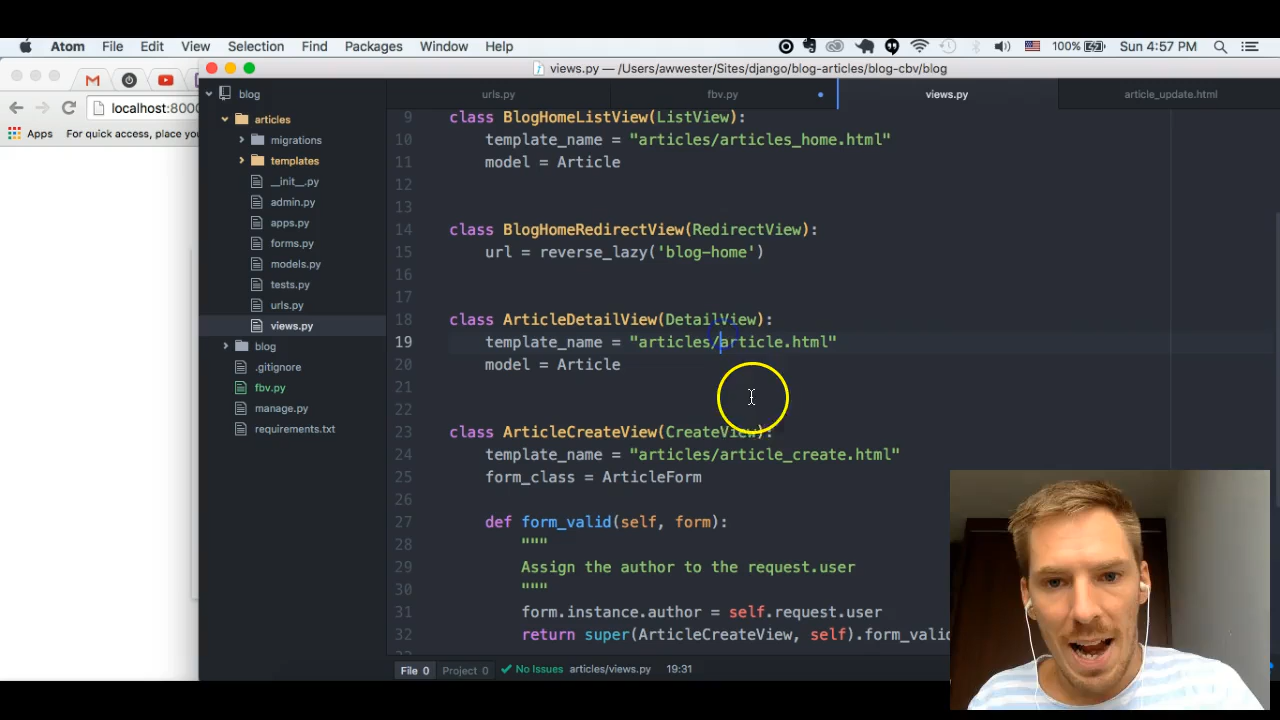 Atom File Edit View Selection Find Packages Window Help 100% Sun 4:57 PM
views.py — /Users/awwester/Sites/django/blog-articles/blog-cbv/blog
localhost:8000
Apps For quick access, place you
blog
articles
migrations
templates
__init__.py
admin.py
apps.py
forms.py
models.py
tests.py
urls.py
views.py
blog
.gitignore
fbv.py
manage.py
requirements.txt
urls.py fbv.py views.py article_update.html
9 class BlogHomeListView(ListView):
10 template_name = "articles/articles_home.html"
11 model = Article
12
13
14 class BlogHomeRedirectView(RedirectView):
15 url = reverse_lazy('blog-home')
16
17
18 class ArticleDetailView(DetailView):
19 template_name = "articles/article.html"
20 model = Article
21
22
23 class ArticleCreateView(CreateView):
24 template_name = "articles/article_create.html"
25 form_class = ArticleForm
26
27 def form_valid(self, form):
28 """
29 Assign the author to the request.user
30 """
31 form.instance.author = self.request.user
32 return super(ArticleCreateView, self).form_valid
File 0 Project 0 No Issues articles/views.py 19:31